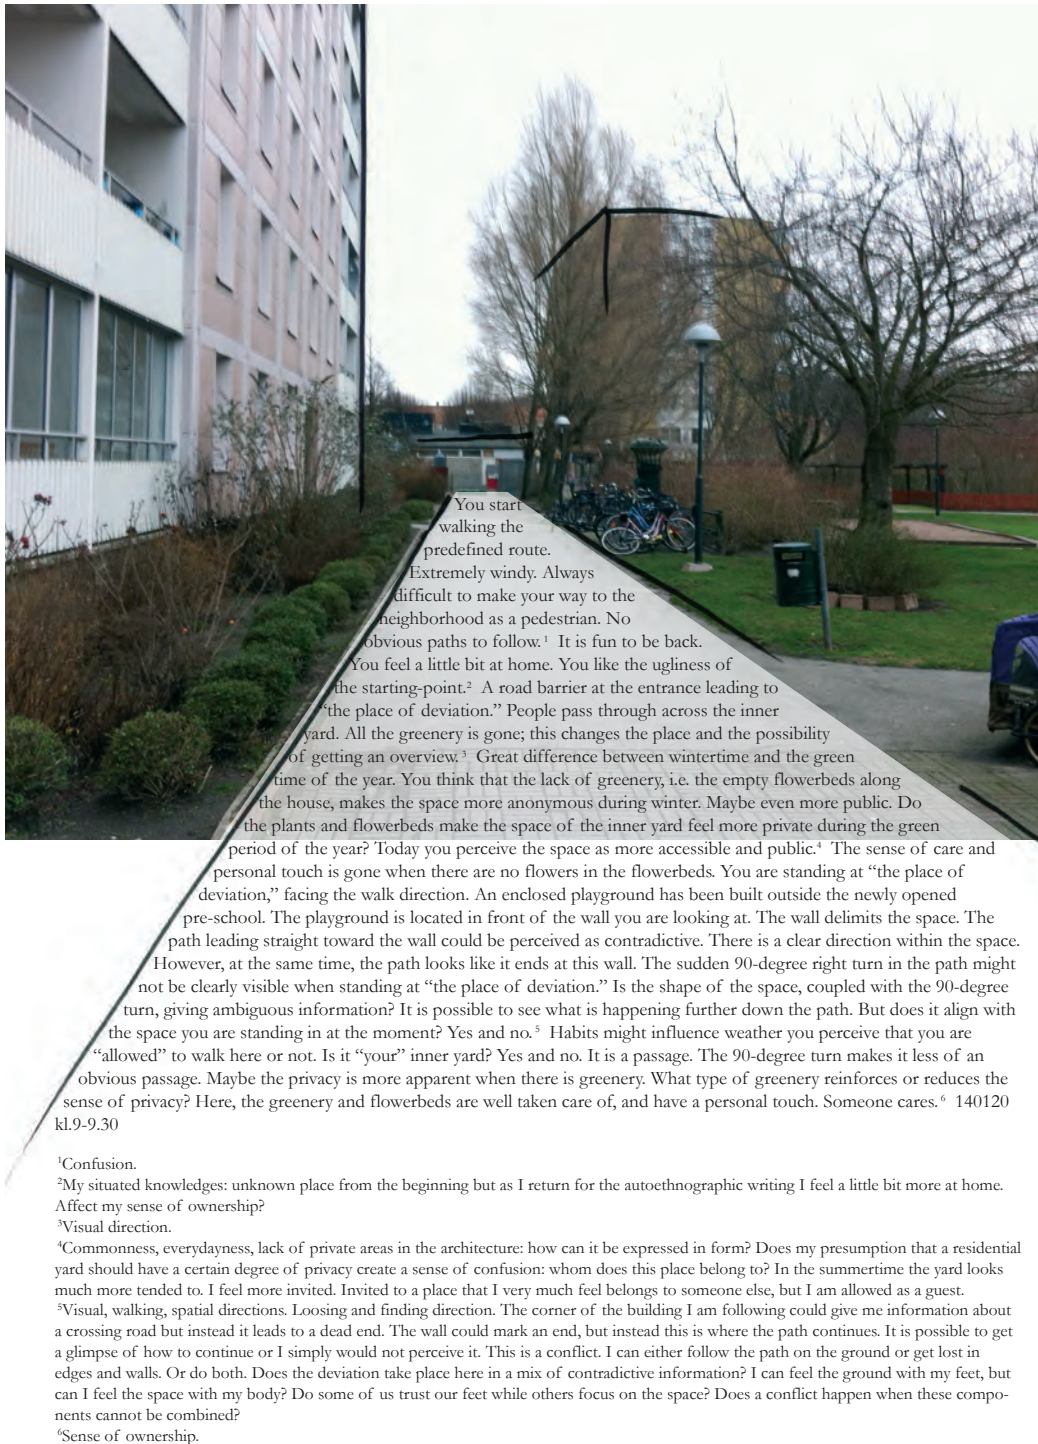 You start
walking the
predefined route.
Extremely windy. Always
difficult to make your way to the
neighborhood as a pedestrian. No
obvious paths to follow.¹ It is fun to be back.
You feel a little bit at home. You like the ugliness of
the starting-point.² A road barrier at the entrance leading to
“the place of deviation.” People pass through across the inner
yard. All the greenery is gone; this changes the place and the possibility
of getting an overview.³ Great difference between wintertime and the green
time of the year. You think that the lack of greenery, i.e. the empty flowerbeds along
the house, makes the space more anonymous during winter. Maybe even more public. Do
the plants and flowerbeds make the space of the inner yard feel more private during the green
period of the year? Today you perceive the space as more accessible and public.⁴ The sense of care and
personal touch is gone when there are no flowers in the flowerbeds. You are standing at “the place of
deviation,” facing the walk direction. An enclosed playground has been built outside the newly opened
pre-school. The playground is located in front of the wall you are looking at. The wall delimits the space. The
path leading straight toward the wall could be perceived as contradictive. There is a clear direction within the space.
However, at the same time, the path looks like it ends at this wall. The sudden 90-degree right turn in the path might
not be clearly visible when standing at “the place of deviation.” Is the shape of the space, coupled with the 90-degree
turn, giving ambiguous information? It is possible to see what is happening further down the path. But does it align with
the space you are standing in at the moment? Yes and no.⁵ Habits might influence weather you perceive that you are
“allowed” to walk here or not. Is it “your” inner yard? Yes and no. It is a passage. The 90-degree turn makes it less of an
obvious passage. Maybe the privacy is more apparent when there is greenery. What type of greenery reinforces or reduces the
sense of privacy? Here, the greenery and flowerbeds are well taken care of, and have a personal touch. Someone cares.⁶ 140120
kl.9-9.30
¹Confusion.
²My situated knowledges: unknown place from the beginning but as I return for the autoethnographic writing I feel a little bit more at home.
Affect my sense of ownership?
³Visual direction.
⁴Commonness, everydayness, lack of private areas in the architecture: how can it be expressed in form? Does my presumption that a residential
yard should have a certain degree of privacy create a sense of confusion: whom does this place belong to? In the summertime the yard looks
much more tended to. I feel more invited. Invited to a place that I very much feel belongs to someone else, but I am allowed as a guest.
⁵Visual, walking, spatial directions. Loosing and finding direction. The corner of the building I am following could give me information about
a crossing road but instead it leads to a dead end. The wall could mark an end, but instead this is where the path continues. It is possible to get
a glimpse of how to continue or I simply would not perceive it. This is a conflict. I can either follow the path on the ground or get lost in
edges and walls. Or do both. Does the deviation take place here in a mix of contradictive information? I can feel the ground with my feet, but
can I feel the space with my body? Do some of us trust our feet while others focus on the space? Does a conflict happen when these compo-
nents cannot be combined?
⁶Sense of ownership.